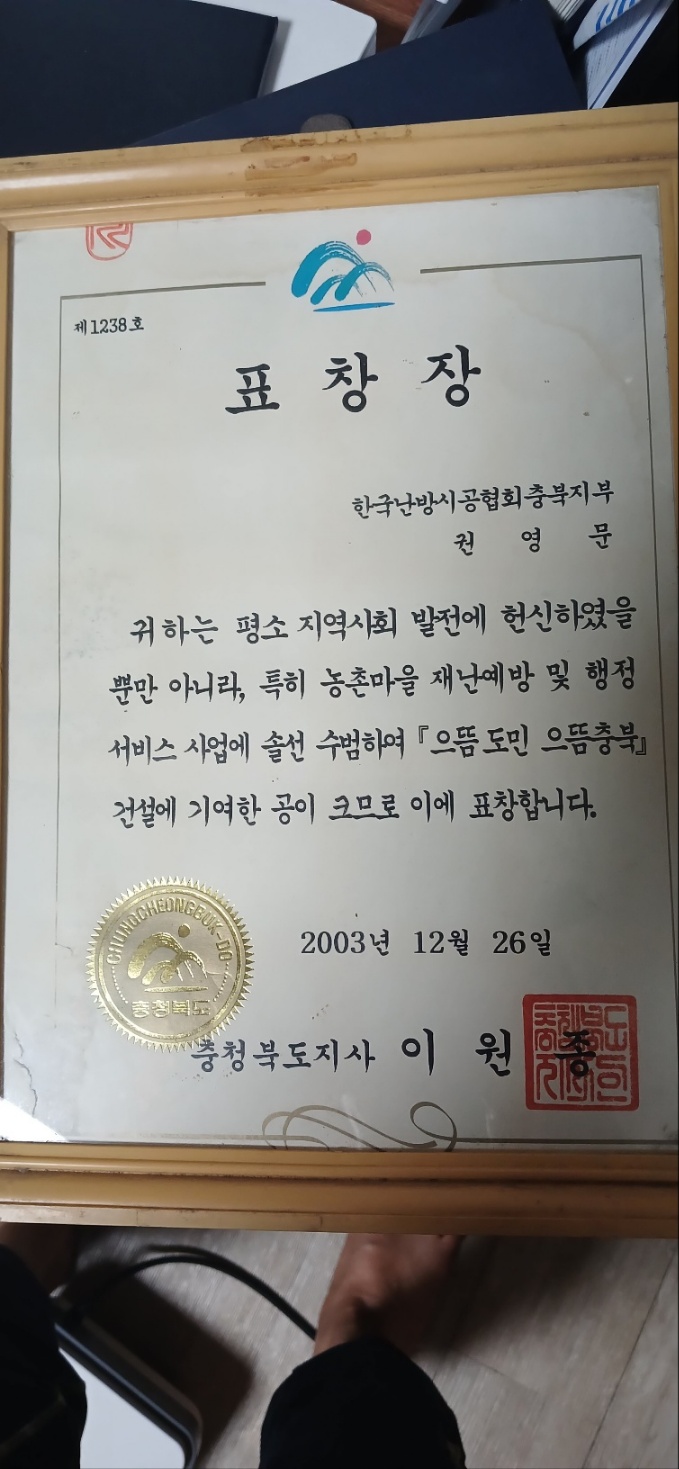 제1238호
표 창 장
한국난방시공협회충북지부
권 영 문
귀하는 평소 지역사회 발전에 헌신하였을
뿐만 아니라, 특히 농촌마을 재난예방 및 행정
서비스 사업에 솔선 수범하여 『으뜸도민 으뜸충북』
건설에 기여한 공이 크므로 이에 표창합니다.
2003년 12월 26일
CHUNGCHEONGBUK-DO
충청북도
충청북도지사 이 원 종